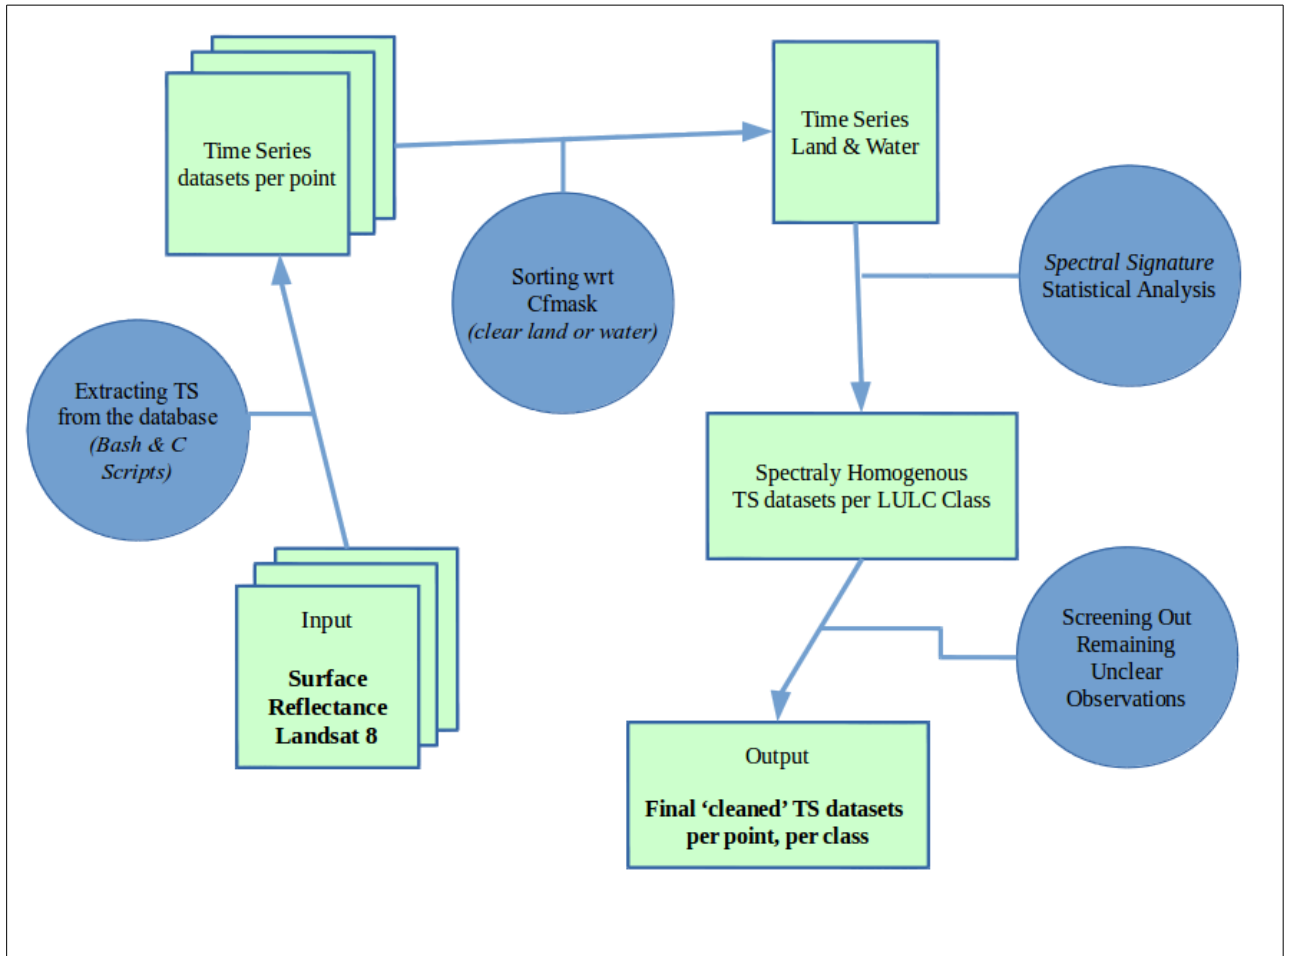 Time Series
datasets per point
Time Series
Land & Water
Spectral Signature
Statistical Analysis
Sorting wrt
Cfmask
(clear land or water)
Extracting TS
from the database
(Bash & C
Scripts)
Spectraly Homogenous
TS datasets per LULC Class
Input
Surface
Reflectance
Landsat 8
Screening Out
Remaining
Unclear
Observations
Output
Final ‘cleaned’ TS datasets
per point, per class